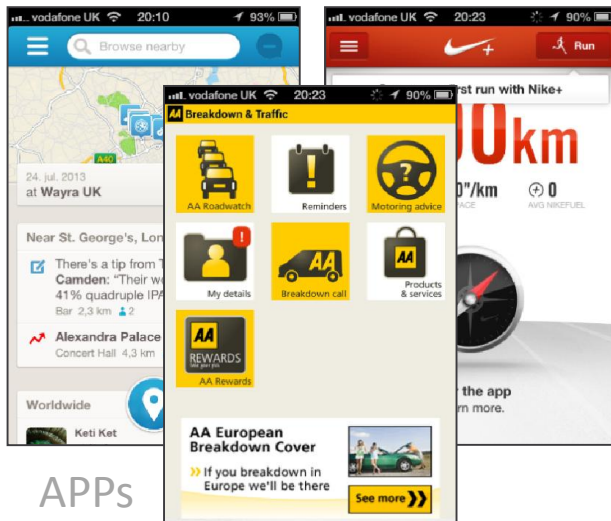 vodafone UK 20:10 93%
Browse nearby
A40
24. jul. 2013
at Wayra UK
Near St. George's, Lon
There's a tip from T
Camden: "Their we
41% quadruple IPA
Bar 2,3 km 2
Alexandra Palace
Concert Hall 4,3 km
Worldwide
Keti Ket
vodafone UK 20:23 90%
AA Breakdown & Traffic
AA Roadwatch
Reminders
Motoring advice
?
!
My details
AA
Breakdown call
AA
Products
& services
AA
REWARDS
AA Rewards
AA European
Breakdown Cover
If you breakdown in
Europe we'll be there
See more
vodafone UK 20:23 90%
Run
rst run with Nike+
0km
0"/km
0
AVG NIKEFUEL
the app
rn more.
APPs